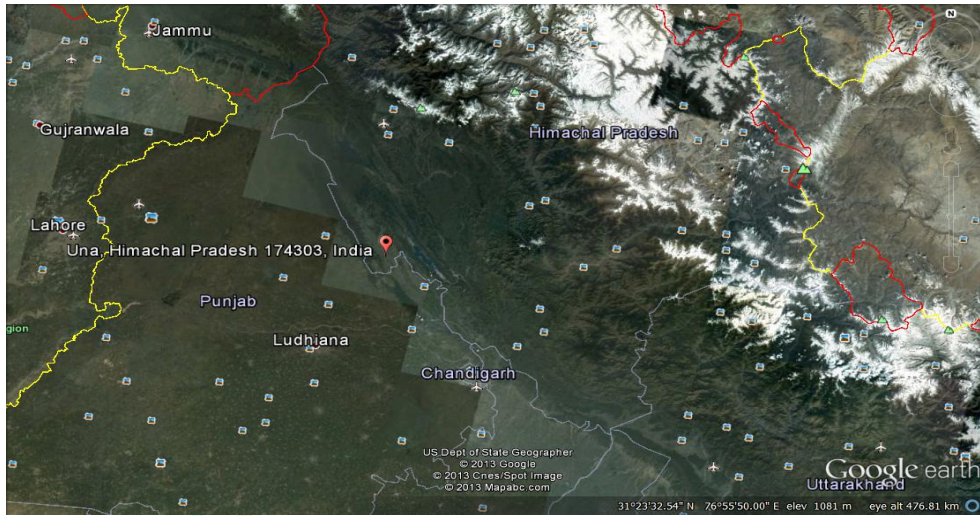 N
Jammu
Gujranwala
Himachal Pradesh
Lahore
Una, Himachal Pradesh 174303, India
Punjab
gion
Ludhiana
Chandigarh
US Dept of State Geographer
© 2013 Google
© 2013 Cnes/Spot Image
© 2013 Mapabc.com
Google earth
Uttarakhand
31°23'32.54" N 76°55'50.00" E elev 1081 m eye alt 476.81 km